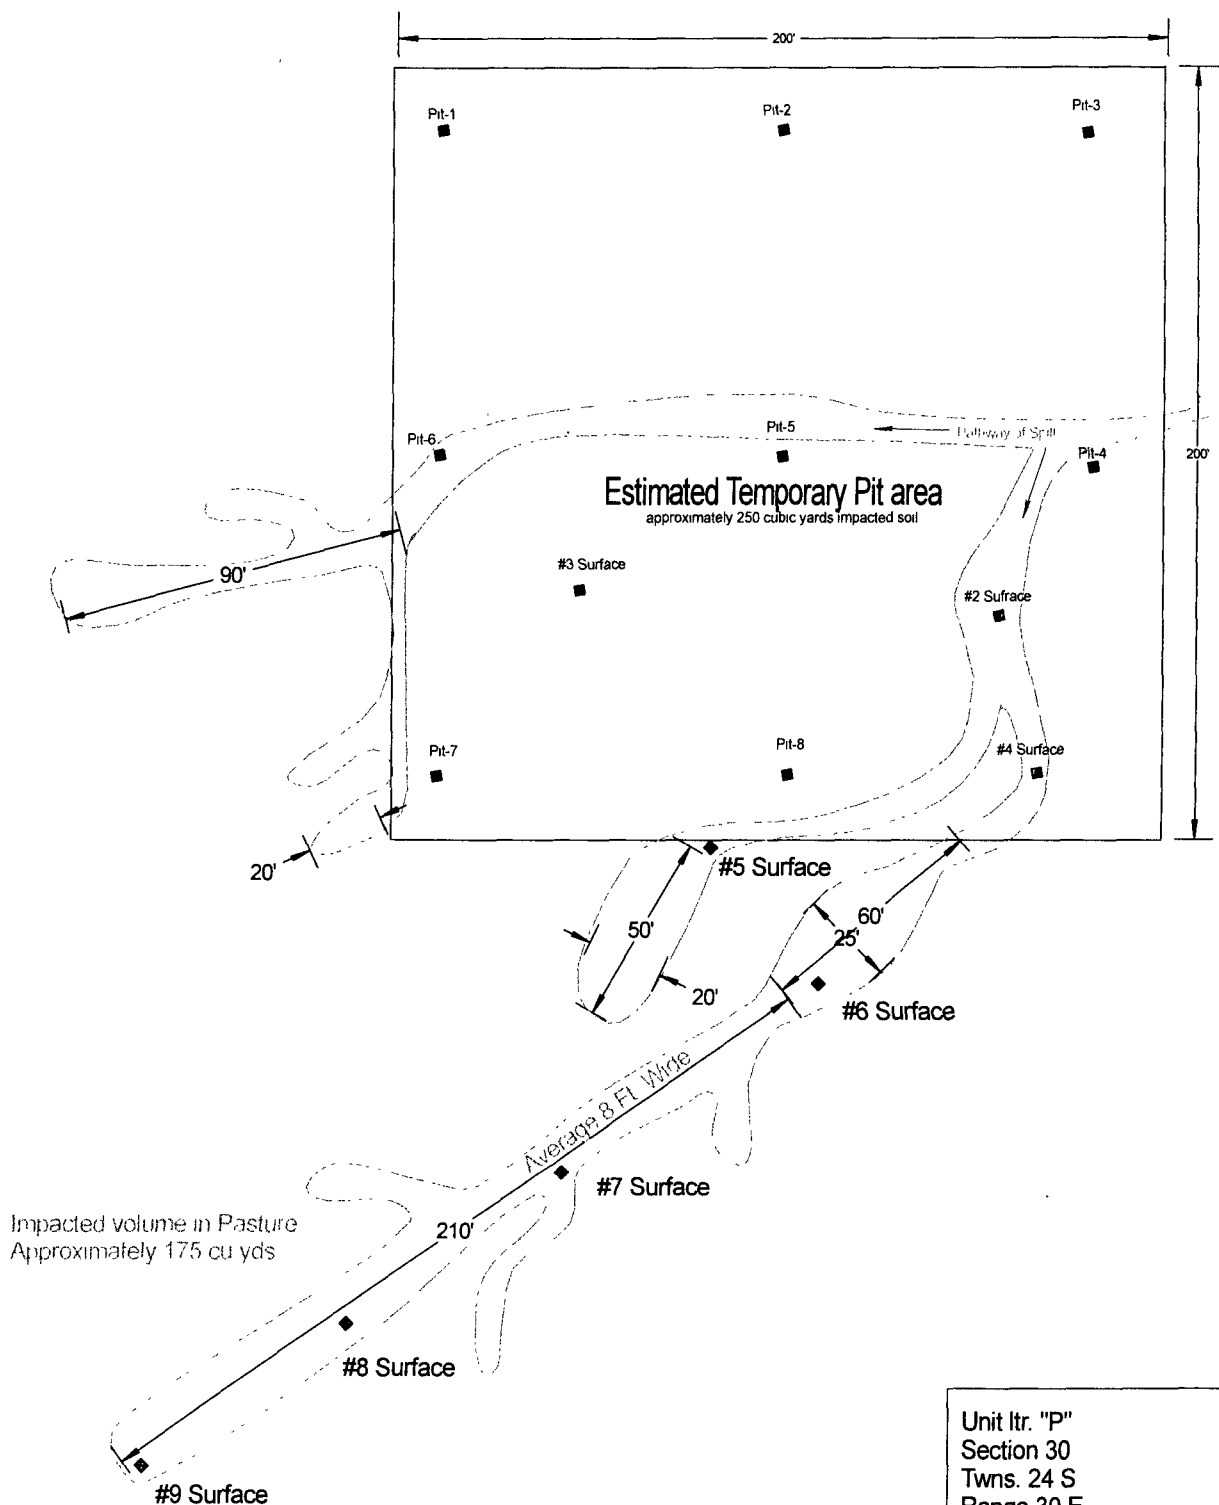 200'
Pit-1
Pit-2
Pit-3
Pit-6
Pit-5
Pathway of Spill
Pit-4
200'
Estimated Temporary Pit area
approximately 250 cubic yards impacted soil
#3 Surface
90'
#2 Sufrace
Pit-7
Pit-8
#4 Surface
20'
#5 Surface
50'
60'
25'
20'
#6 Surface
Average 8 Ft. Wide
#7 Surface
Impacted volume in Pasture
Approximately 175 cu yds
210'
#8 Surface
#9 Surface
Unit ltr. "P"
Section 30
Twns. 24 S
Range 30 E